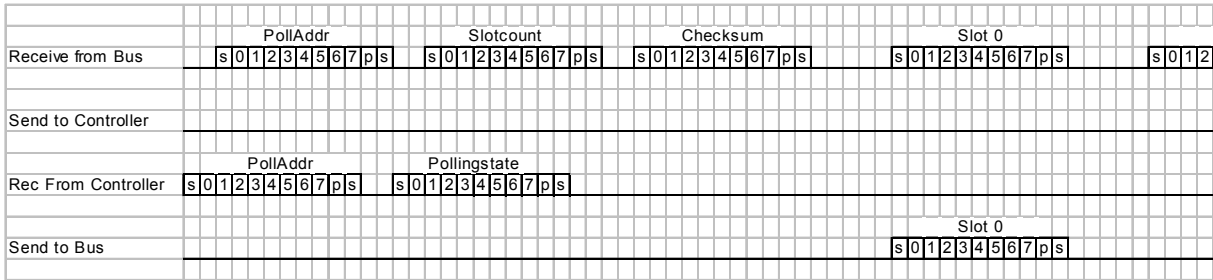 PollAddr Slotcount Checksum Slot 0
Receive from Bus s 0 1 2 3 4 5 6 7 p s s 0 1 2 3 4 5 6 7 p s s 0 1 2 3 4 5 6 7 p s s 0 1 2 3 4 5 6 7 p s s 0 1 2
Send to Controller
PollAddr Pollingstate
Rec From Controller s 0 1 2 3 4 5 6 7 p s s 0 1 2 3 4 5 6 7 p s
Slot 0
Send to Bus s 0 1 2 3 4 5 6 7 p s